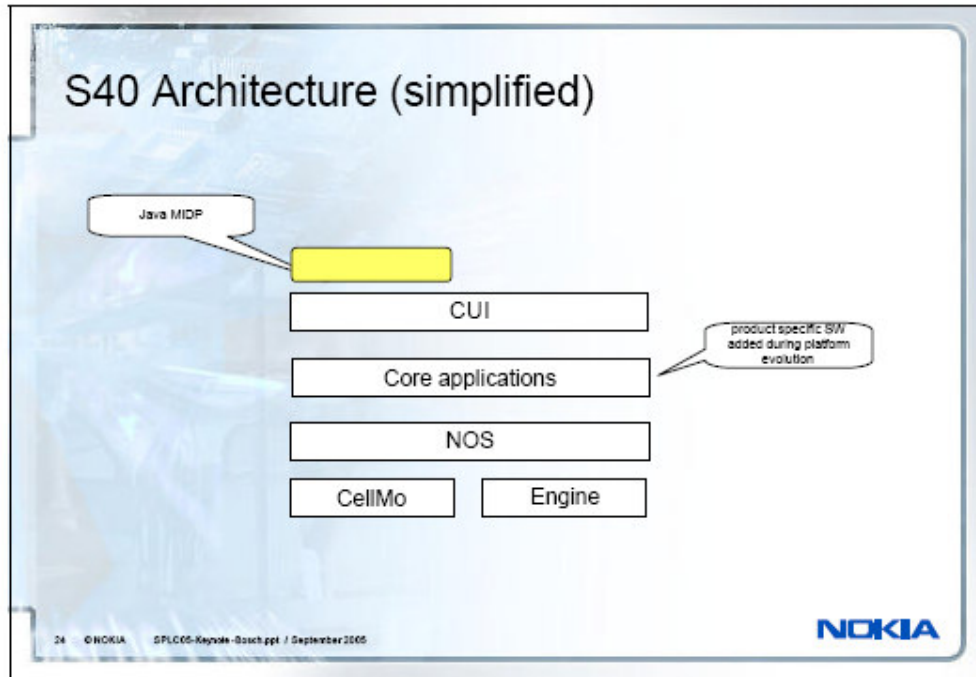 S40 Architecture (simplified)
Java MIDP
CUI
product specific SW
added during platform
evolution
Core applications
NOS
CellMo
Engine
24 © NOKIA SPLC05-Keynote-Bosch.ppt / September 2005
NOKIA